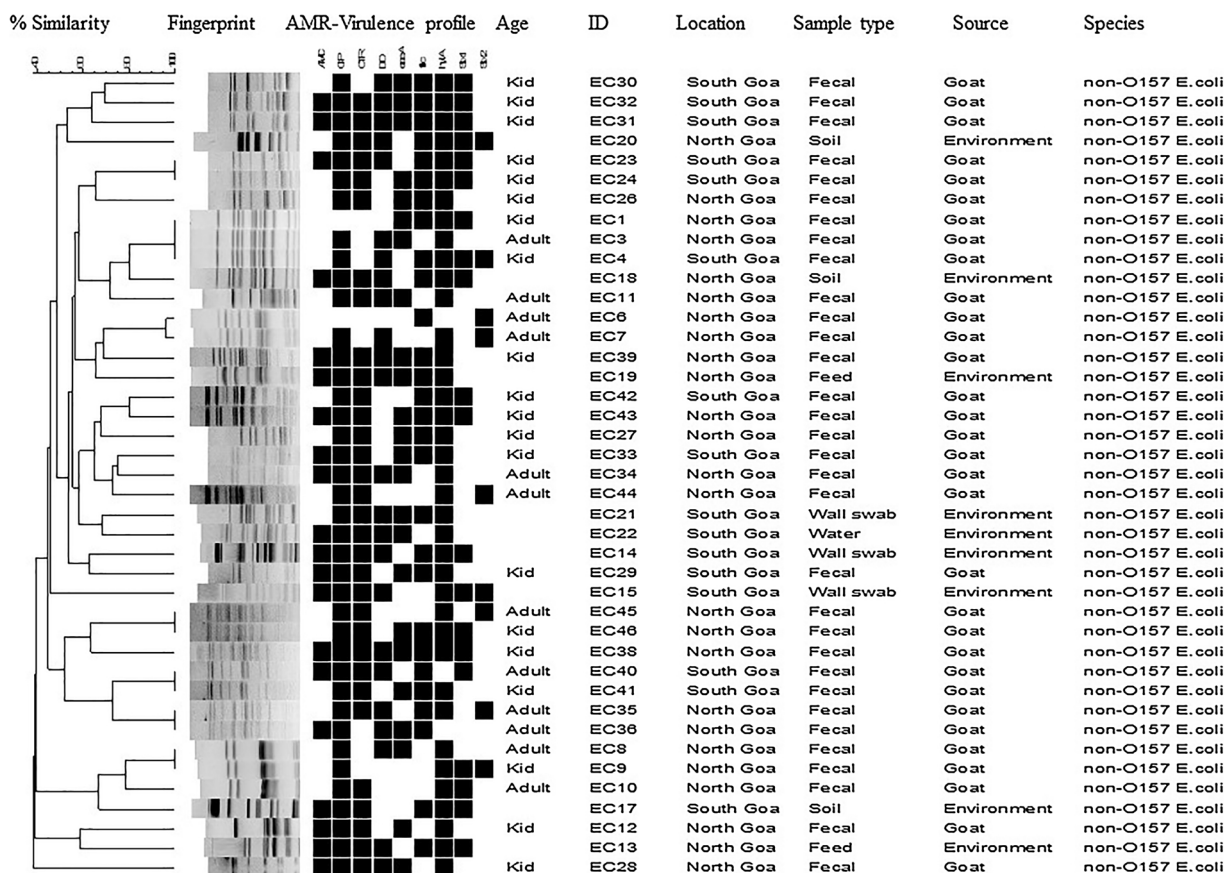 % Similarity Fingerprint AMR-Virulence profile Age ID Location Sample type Source Species
Kid EC30 South Goa Fecal Goat non-O157 E.coli
Kid EC32 South Goa Fecal Goat non-O157 E.coli
Kid EC31 South Goa Fecal Goat non-O157 E.coli
EC20 North Goa Soil Environment non-O157 E.coli
Kid EC23 South Goa Fecal Goat non-O157 E.coli
Kid EC24 South Goa Fecal Goat non-O157 E.coli
Kid EC26 North Goa Fecal Goat non-O157 E.coli
Kid EC1 North Goa Fecal Goat non-O157 E.coli
Adult EC3 North Goa Fecal Goat non-O157 E.coli
Kid EC4 South Goa Fecal Goat non-O157 E.coli
EC18 North Goa Soil Environment non-O157 E.coli
Adult EC11 North Goa Fecal Goat non-O157 E.coli
Adult EC6 North Goa Fecal Goat non-O157 E.coli
Adult EC7 North Goa Fecal Goat non-O157 E.coli
Kid EC39 North Goa Fecal Goat non-O157 E.coli
EC19 North Goa Feed Environment non-O157 E.coli
Kid EC42 South Goa Fecal Goat non-O157 E.coli
Kid EC43 North Goa Fecal Goat non-O157 E.coli
Kid EC27 North Goa Fecal Goat non-O157 E.coli
Kid EC33 South Goa Fecal Goat non-O157 E.coli
Adult EC34 North Goa Fecal Goat non-O157 E.coli
Adult EC44 North Goa Fecal Goat non-O157 E.coli
EC21 South Goa Wall swab Environment non-O157 E.coli
EC22 South Goa Water Environment non-O157 E.coli
EC14 South Goa Wall swab Environment non-O157 E.coli
Kid EC29 South Goa Fecal Goat non-O157 E.coli
EC15 South Goa Wall swab Environment non-O157 E.coli
Adult EC45 North Goa Fecal Goat non-O157 E.coli
Kid EC46 North Goa Fecal Goat non-O157 E.coli
Kid EC38 North Goa Fecal Goat non-O157 E.coli
Adult EC40 South Goa Fecal Goat non-O157 E.coli
Kid EC41 South Goa Fecal Goat non-O157 E.coli
Adult EC35 North Goa Fecal Goat non-O157 E.coli
Adult EC36 North Goa Fecal Goat non-O157 E.coli
Adult EC8 North Goa Fecal Goat non-O157 E.coli
Kid EC9 North Goa Fecal Goat non-O157 E.coli
Adult EC10 North Goa Fecal Goat non-O157 E.coli
EC17 South Goa Soil Environment non-O157 E.coli
Kid EC12 North Goa Fecal Goat non-O157 E.coli
EC13 North Goa Feed Environment non-O157 E.coli
Kid EC28 North Goa Fecal Goat non-O157 E.coli